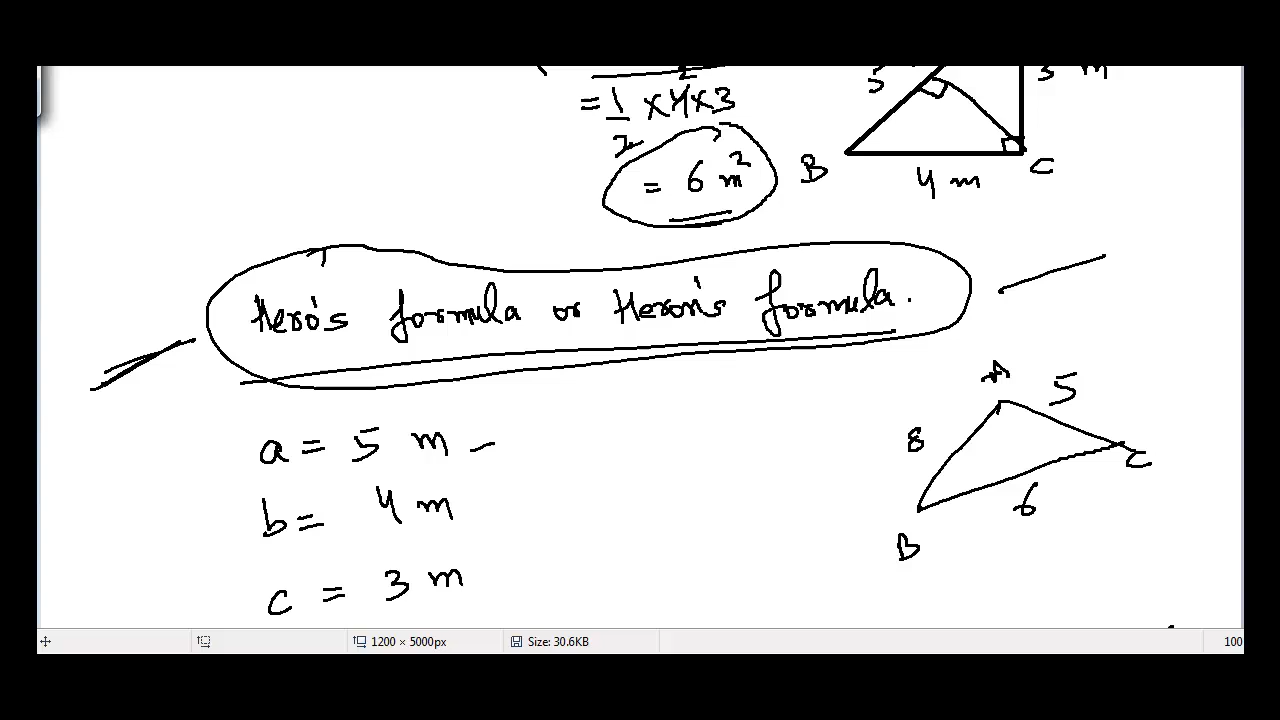 2
= 1/2 × 4 × 3
5
3 m
= 6 m²
B
4 m
C
Hero's formula or Heron's formula.
A
5
8
C
6
B
a = 5 m
b = 4 m
c = 3 m
1200 × 5000px
Size: 30.6KB
100